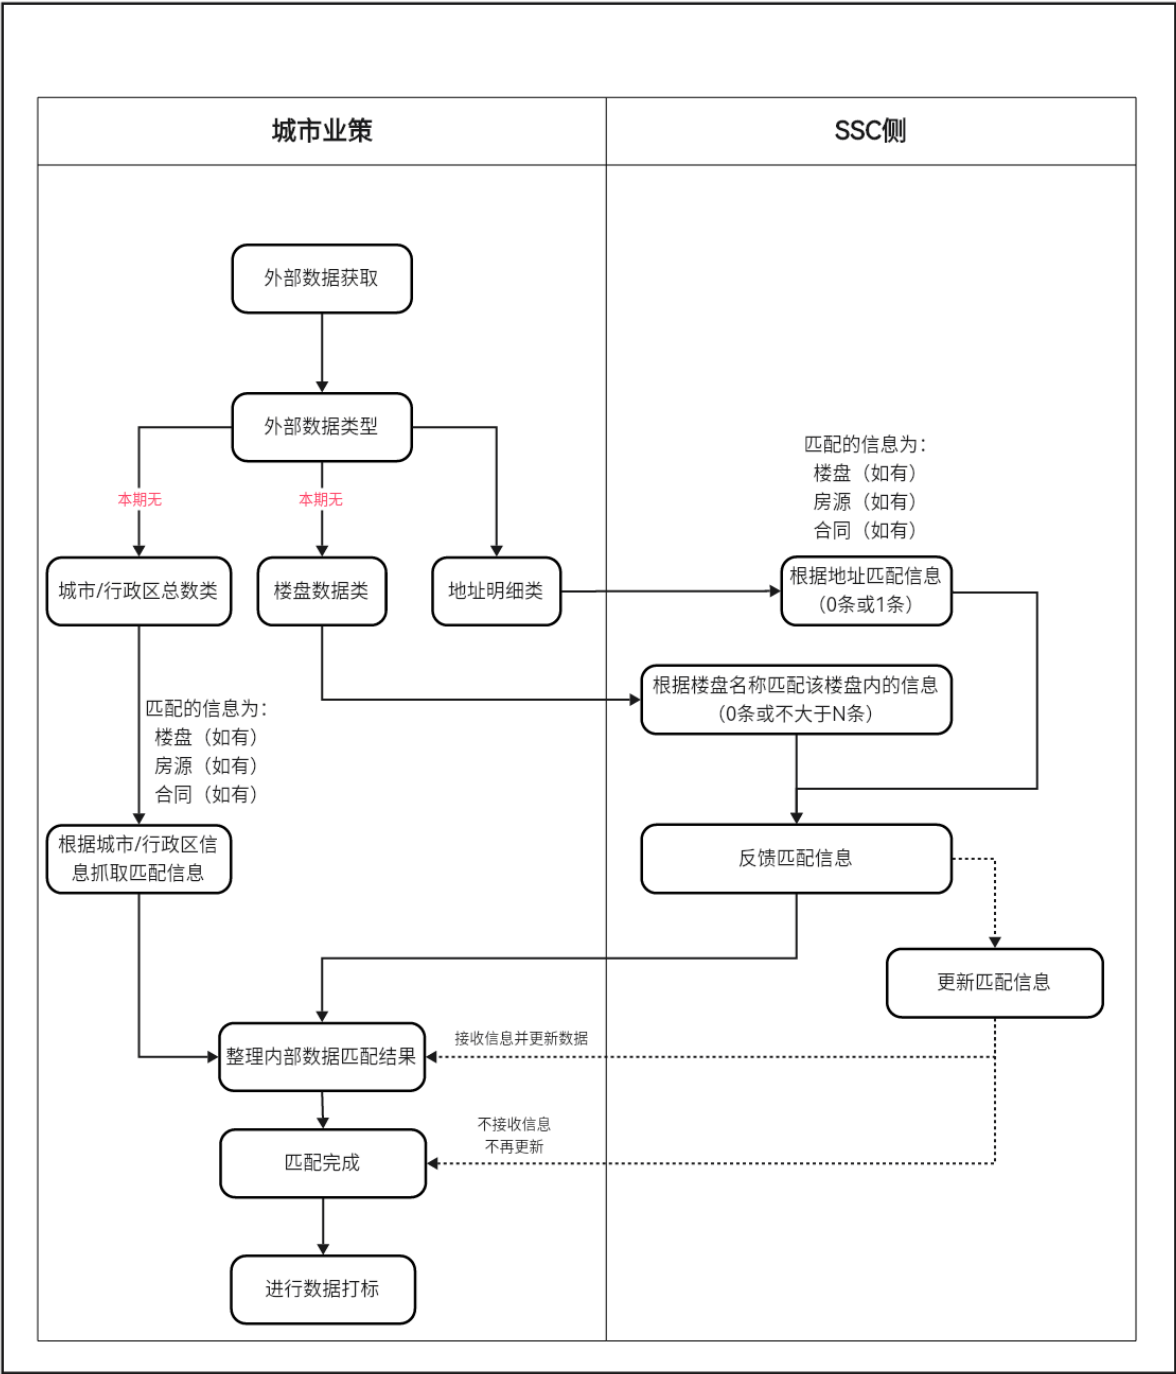 城市业策
SSC侧
外部数据获取
外部数据类型
本期无
本期无
匹配的信息为：
楼盘（如有）
房源（如有）
合同（如有）
城市/行政区总数类
楼盘数据类
地址明细类
根据地址匹配信息
（0条或1条）
根据楼盘名称匹配该楼盘内的信息
（0条或不大于N条）
匹配的信息为：
楼盘（如有）
房源（如有）
合同（如有）
根据城市/行政区信
息抓取匹配信息
反馈匹配信息
更新匹配信息
接收信息并更新数据
整理内部数据匹配结果
不接收信息
不再更新
匹配完成
进行数据打标